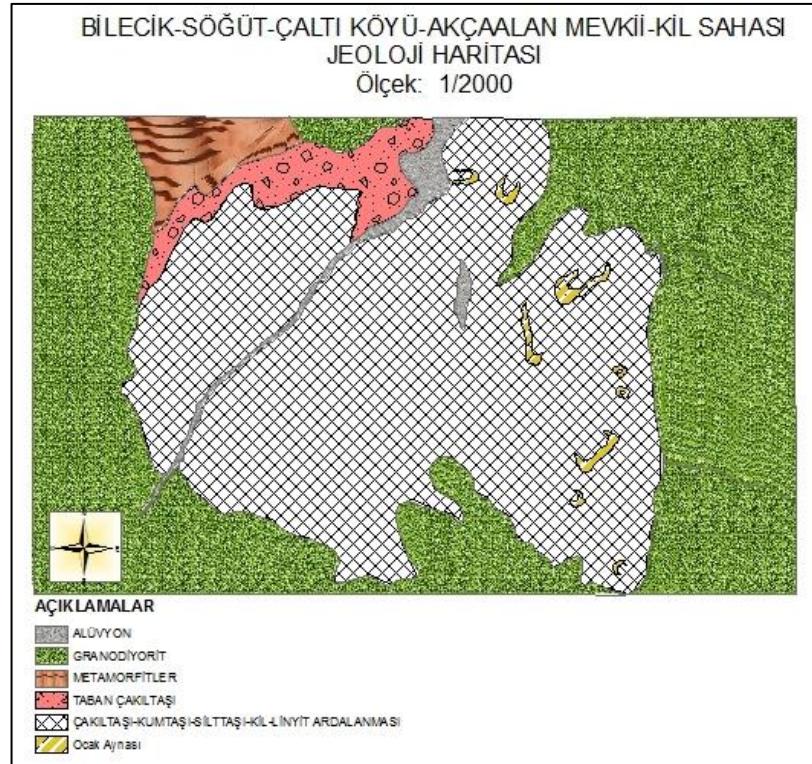 BİLECİK-SÖĞÜT-ÇALTI KÖYÜ-AKÇAALAN MEVKİİ-KİL SAHASI
JEOLOJİ HARİTASI
Ölçek: 1/2000
AÇIKLAMALAR
ALÜVYON
GRANODİYORİT
METAMORFİTLER
TABAN ÇAKILTAŞI
ÇAKILTAŞI-KUMTAŞI-SİLTTAŞI-KİL-LİNYİT ARDALANMASI
Ocak Aynası